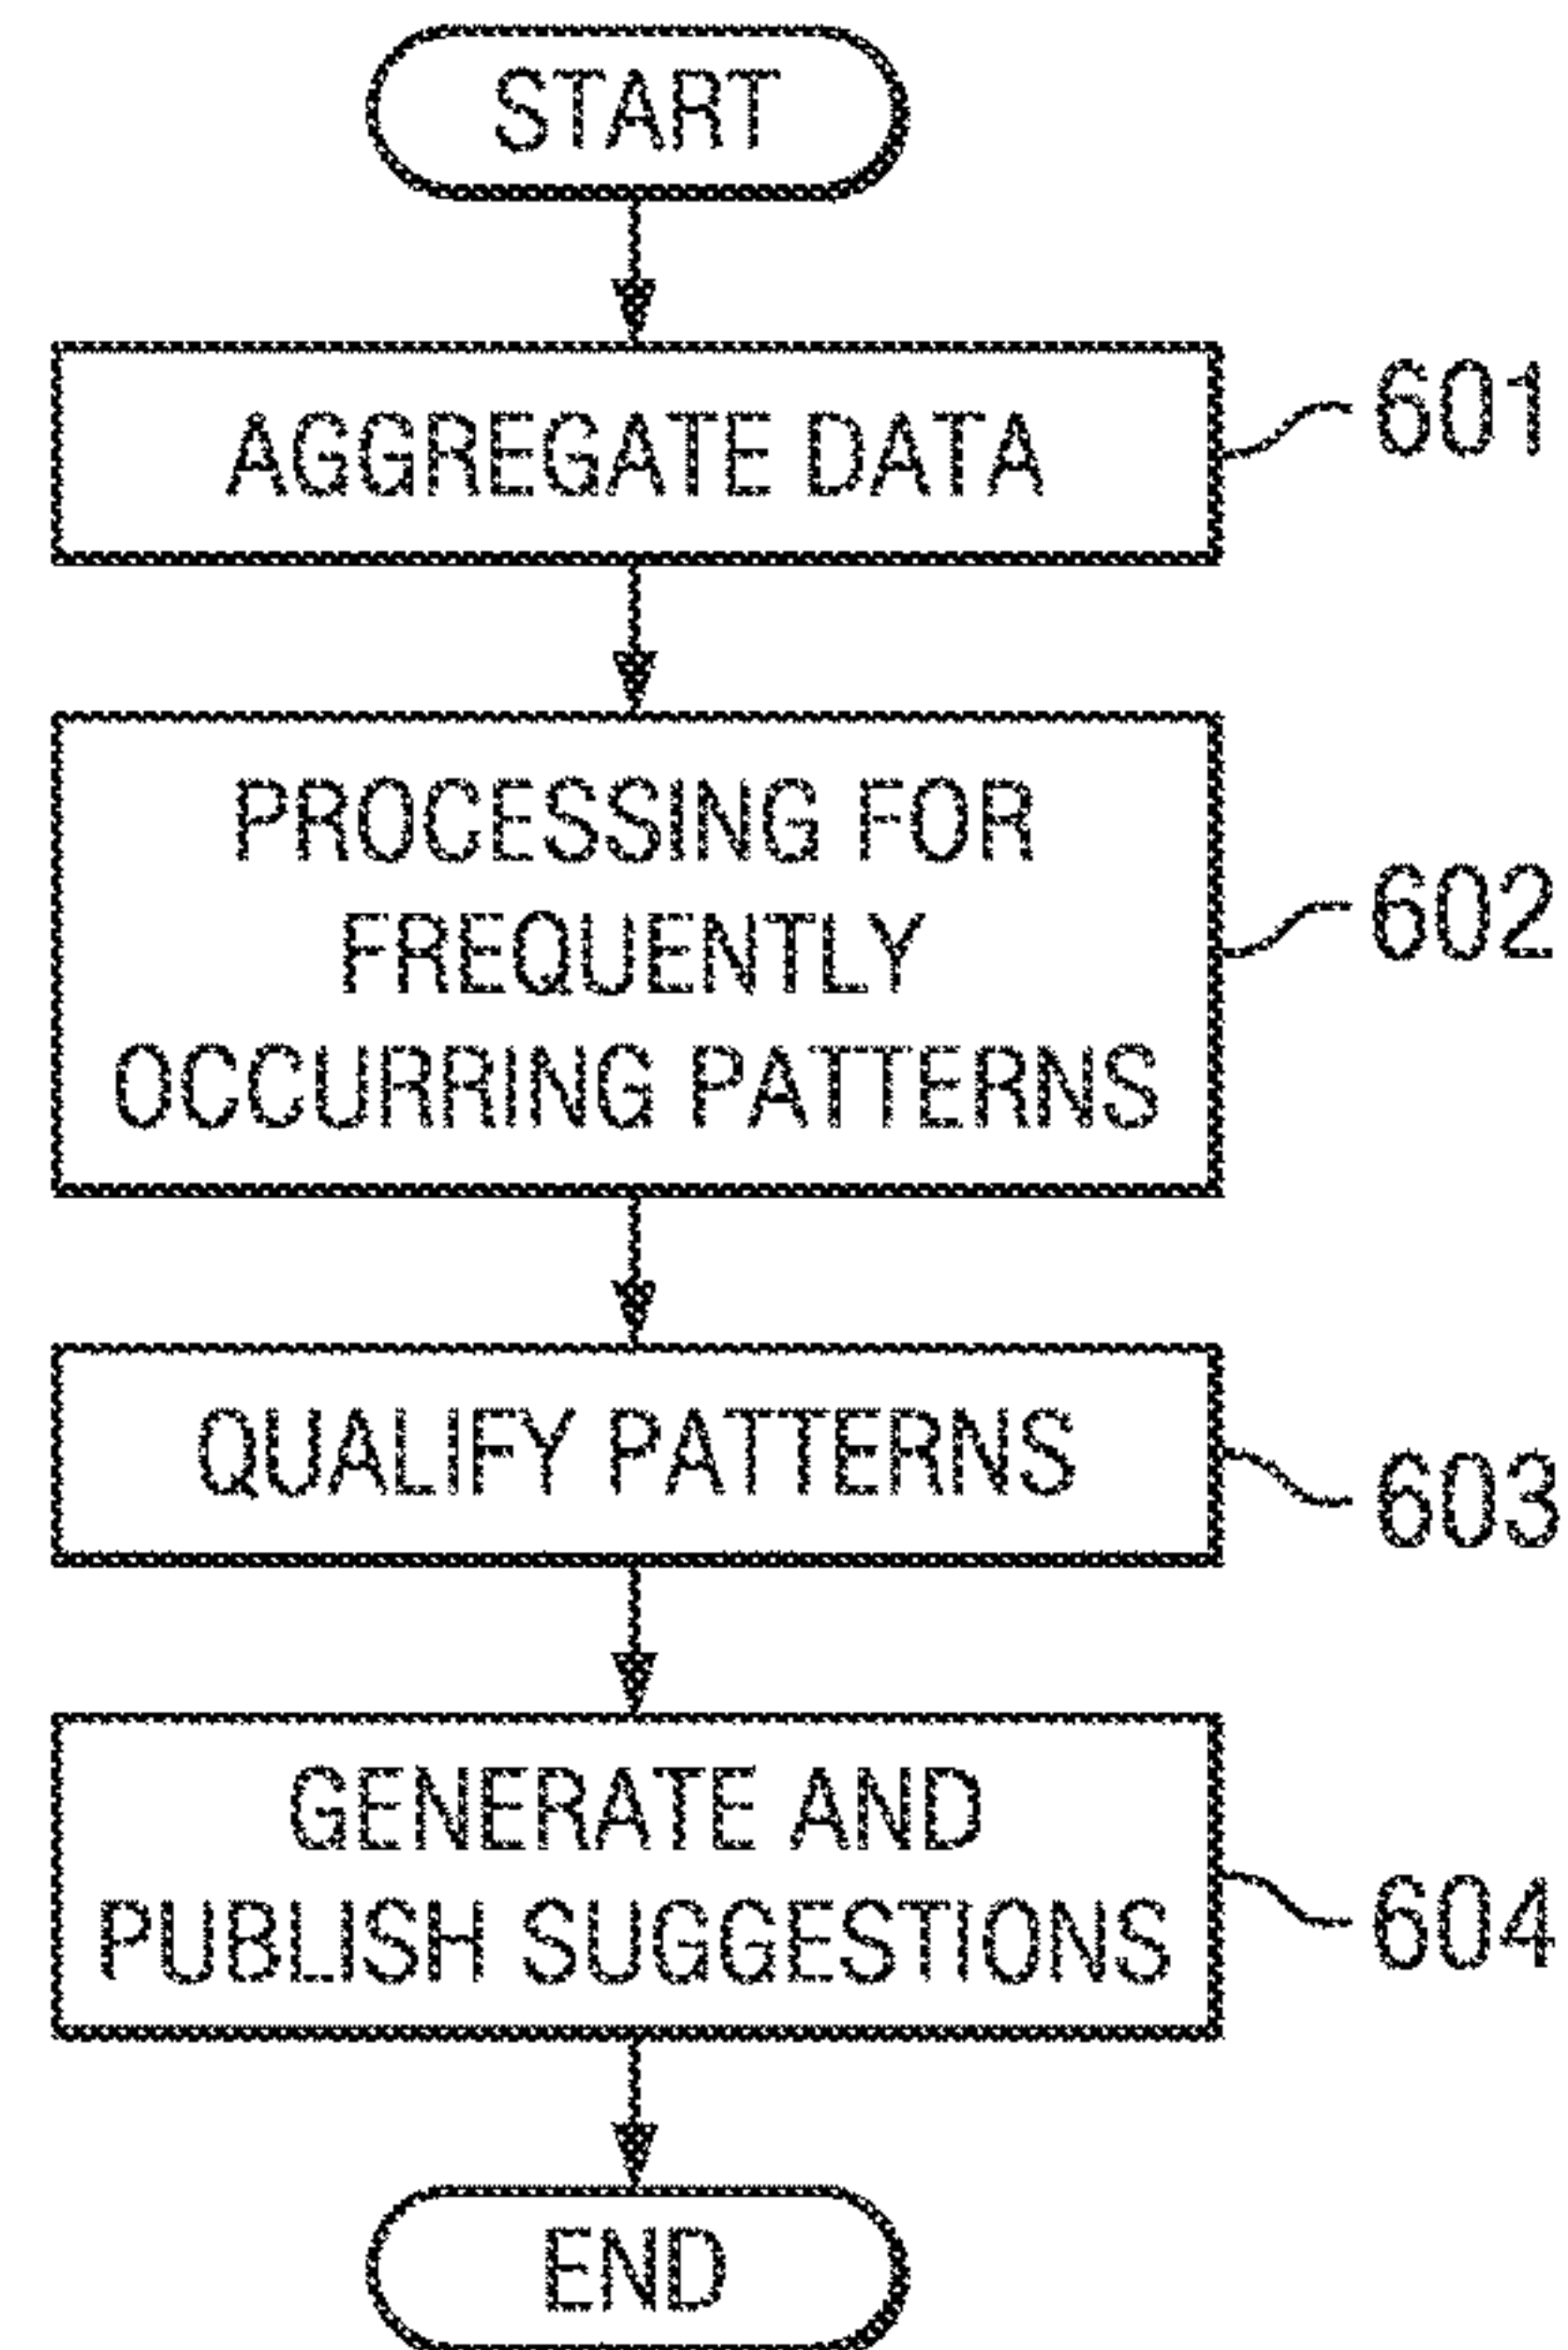 START
AGGREGATE DATA
601
PROCESSING FOR
FREQUENTLY
OCCURRING PATTERNS
602
QUALIFY PATTERNS
603
GENERATE AND
PUBLISH SUGGESTIONS
604
END